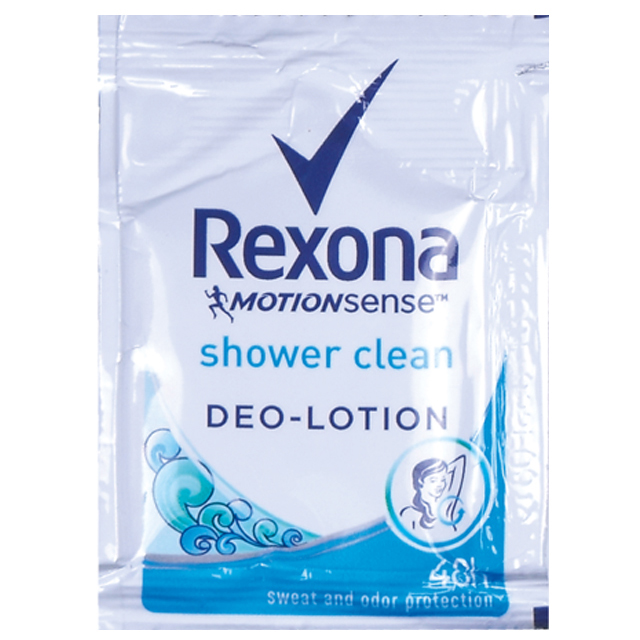 Rexona
MOTIONsense™
shower clean
DEO-LOTION
48h
sweat and odor protection